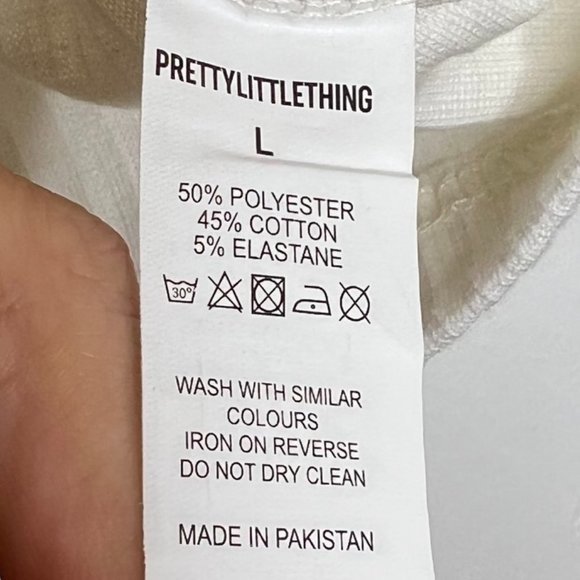 PRETTYLITTLETHING
L
50% POLYESTER
45% COTTON
5% ELASTANE
30°
WASH WITH SIMILAR
COLOURS
IRON ON REVERSE
DO NOT DRY CLEAN
MADE IN PAKISTAN